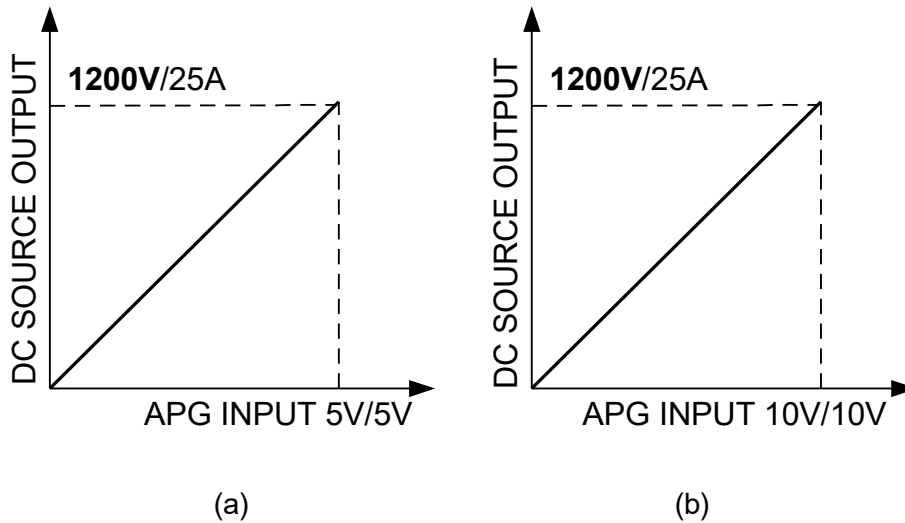 DC SOURCE OUTPUT
1200V/25A
APG INPUT 5V/5V
(a)
DC SOURCE OUTPUT
1200V/25A
APG INPUT 10V/10V
(b)